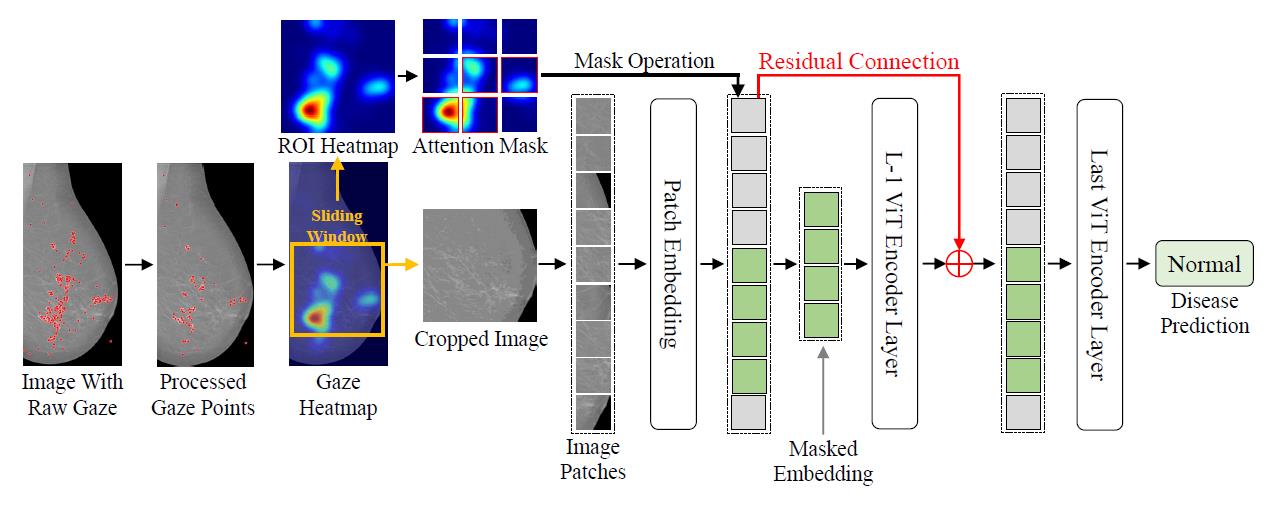 Mask Operation
Residual Connection
ROI Heatmap
Attention Mask
Sliding
Window
Cropped Image
Image With
Raw Gaze
Processed
Gaze Points
Gaze
Heatmap
Image
Patches
Patch Embedding
Masked
Embedding
L-1 ViT Encoder Layer
Last ViT Encoder Layer
Normal
Disease
Prediction